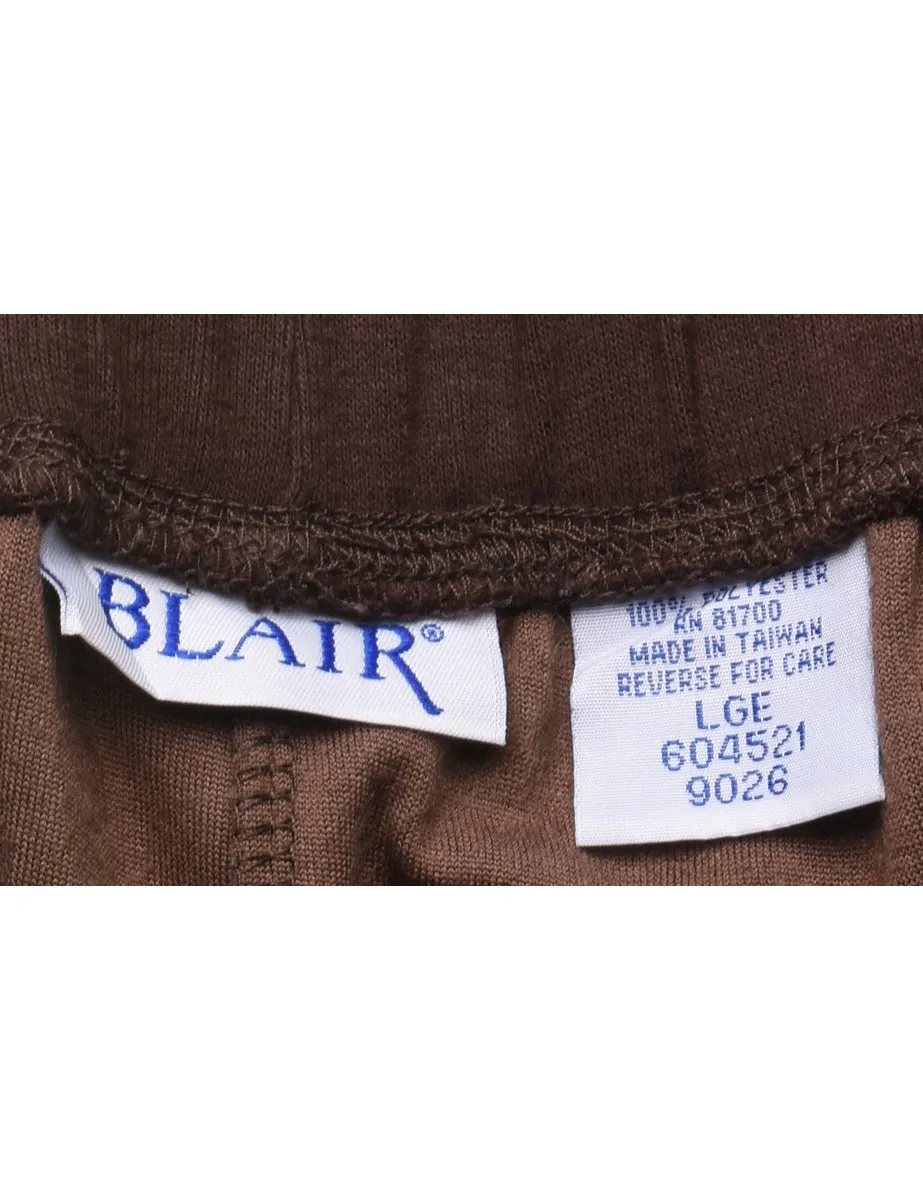 BLAIR®
100% POLYESTER
RN 81700
MADE IN TAIWAN
REVERSE FOR CARE
LGE
604521
9026